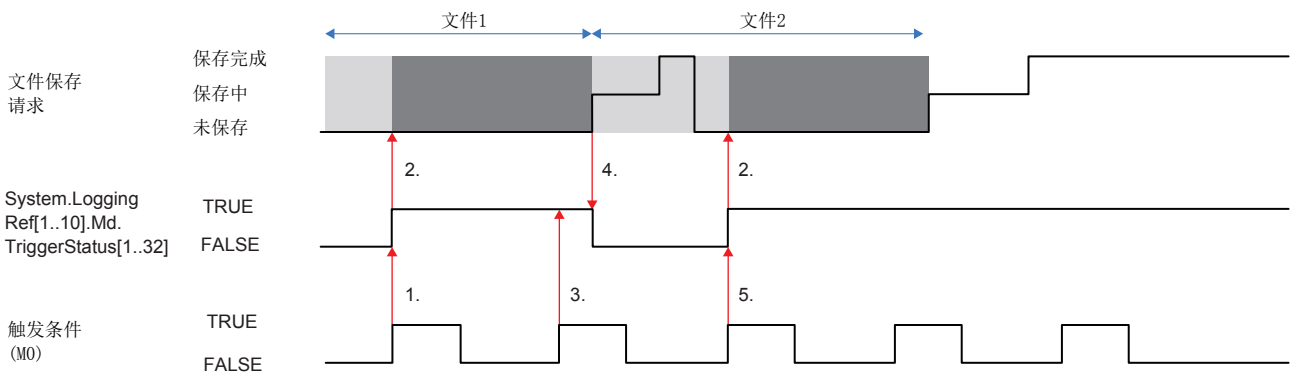 文件1
文件2
文件保存
请求
保存完成
保存中
未保存
2.
4.
2.
System.Logging
Ref[1..10].Md.
TriggerStatus[1..32]
TRUE
FALSE
1.
3.
5.
触发条件
(M0)
TRUE
FALSE